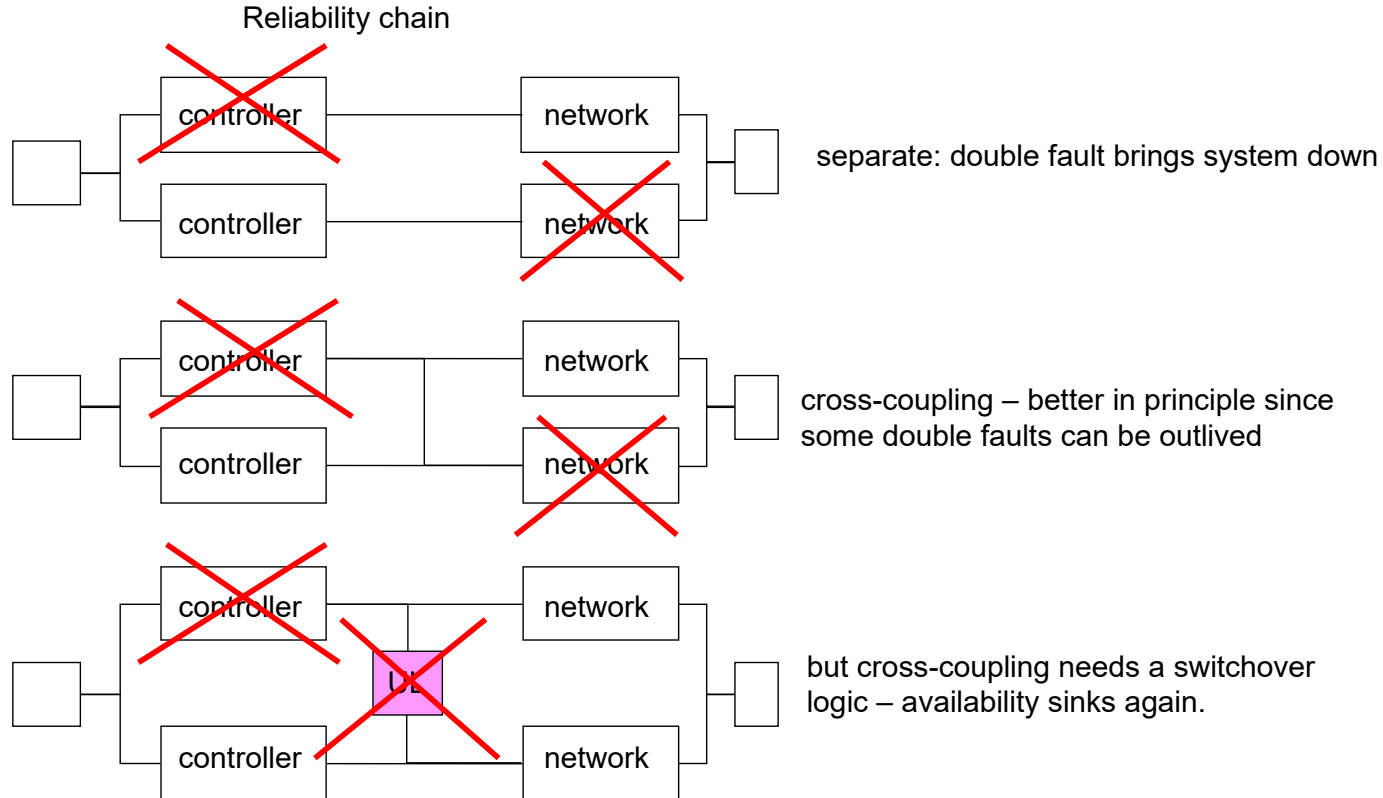 Reliability chain
controller
network
separate: double fault brings system down
controller
network
controller
network
cross-coupling – better in principle since
some double faults can be outlived
controller
network
controller
network
but cross-coupling needs a switchover
logic – availability sinks again.
controller
network